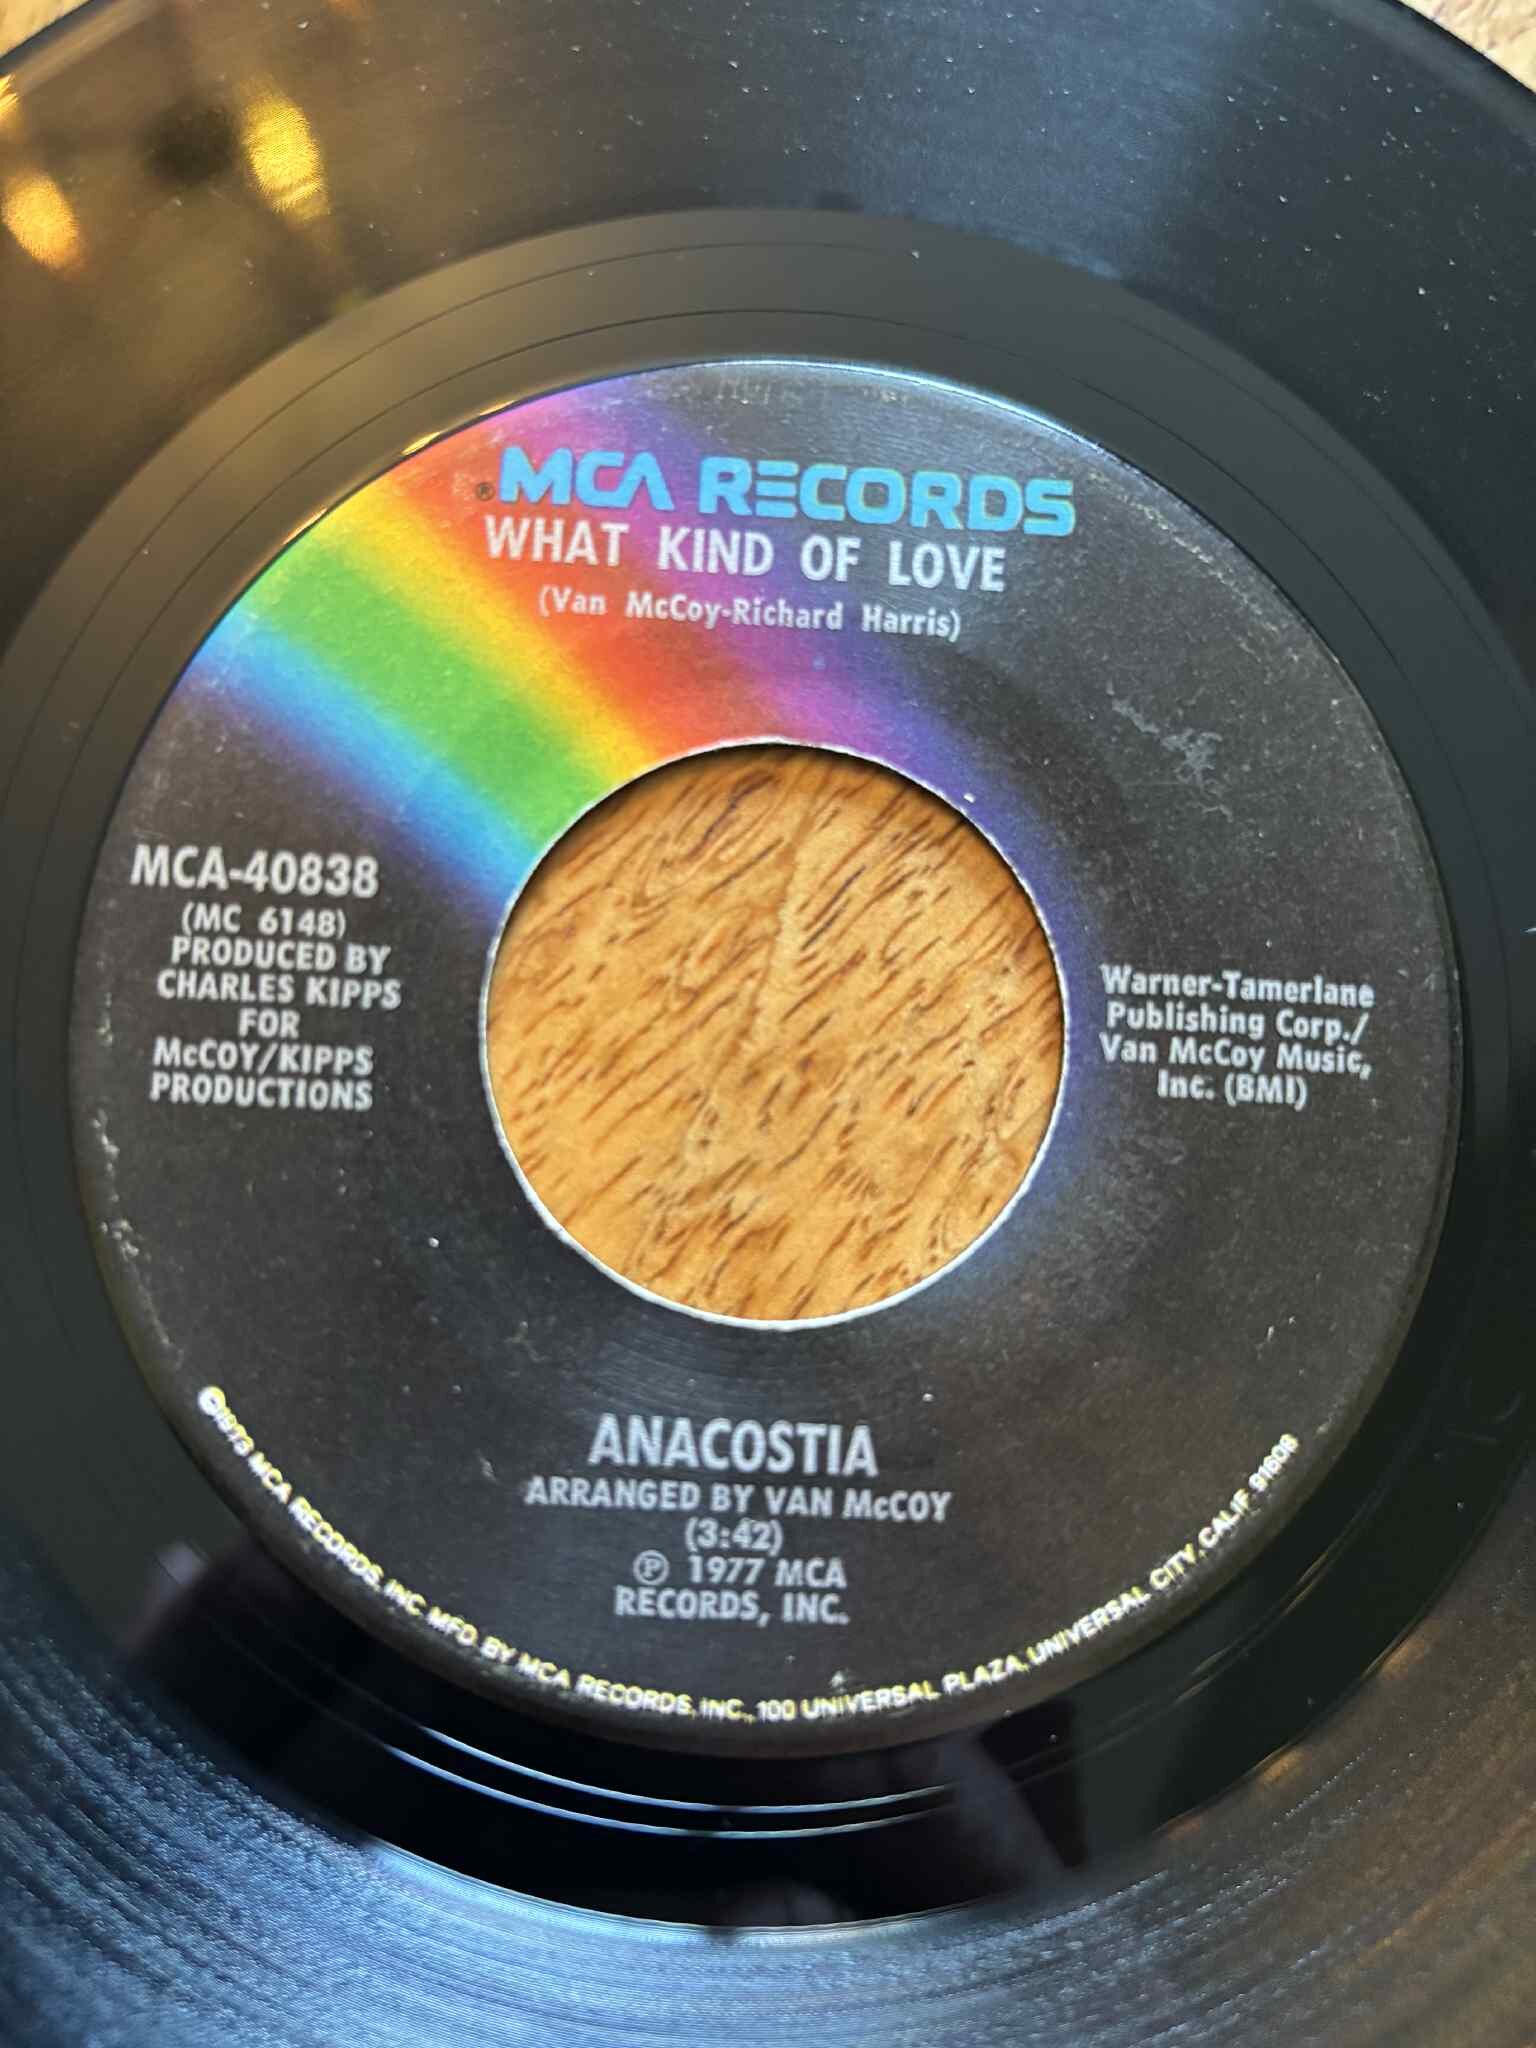 ® MCA RECORDS
WHAT KIND OF LOVE
(Van McCoy-Richard Harris)
MCA-40838
(MC 6148)
PRODUCED BY
CHARLES KIPPS
FOR
McCOY/KIPPS
PRODUCTIONS
Warner-Tamerlane
Publishing Corp./
Van McCoy Music,
Inc. (BMI)
ANACOSTIA
ARRANGED BY VAN McCOY
(3:42)
℗ 1977 MCA
RECORDS, INC.
©1973 MCA RECORDS, INC. MFD. BY MCA RECORDS, INC., 100 UNIVERSAL PLAZA, UNIVERSAL CITY, CALIF. 91608